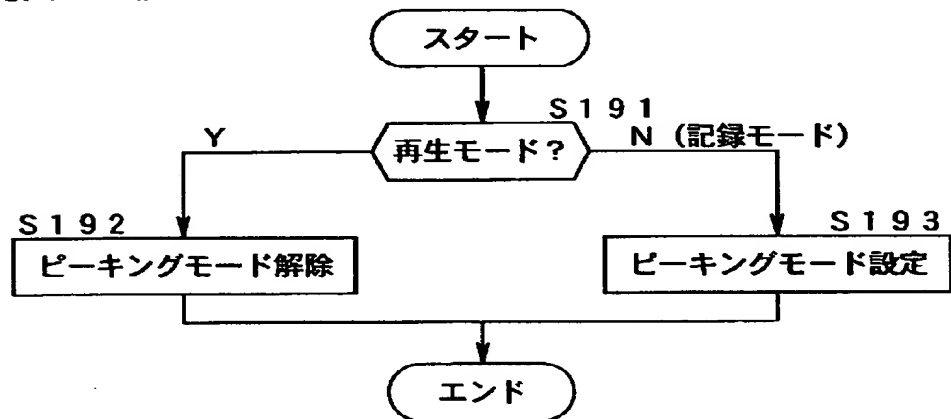 スタート
S191
再生モード?
Y
N (記録モード)
S192
S193
ピーキングモード解除
ピーキングモード設定
エンド